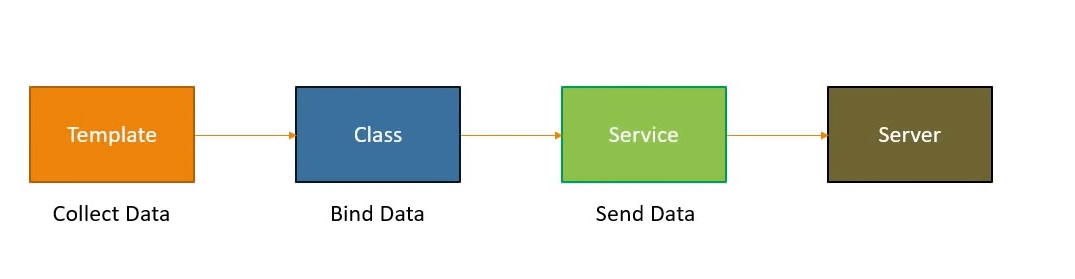 Template
Class
Service
Server
Collect Data
Bind Data
Send Data